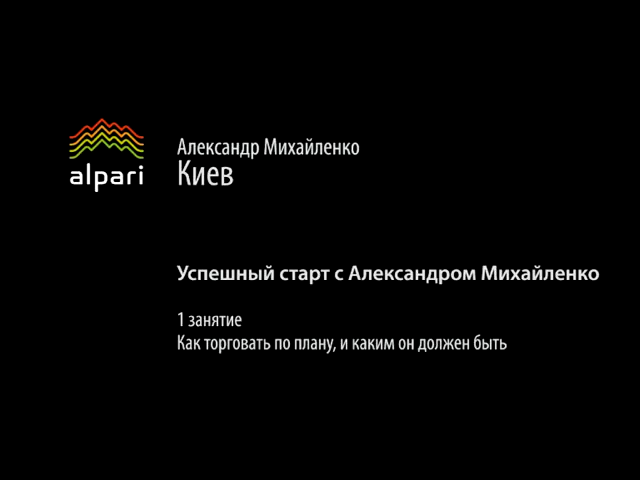 alpari
Александр Михайленко
Киев
Успешный старт с Александром Михайленко
1 занятие
Как торговать по плану, и каким он должен быть